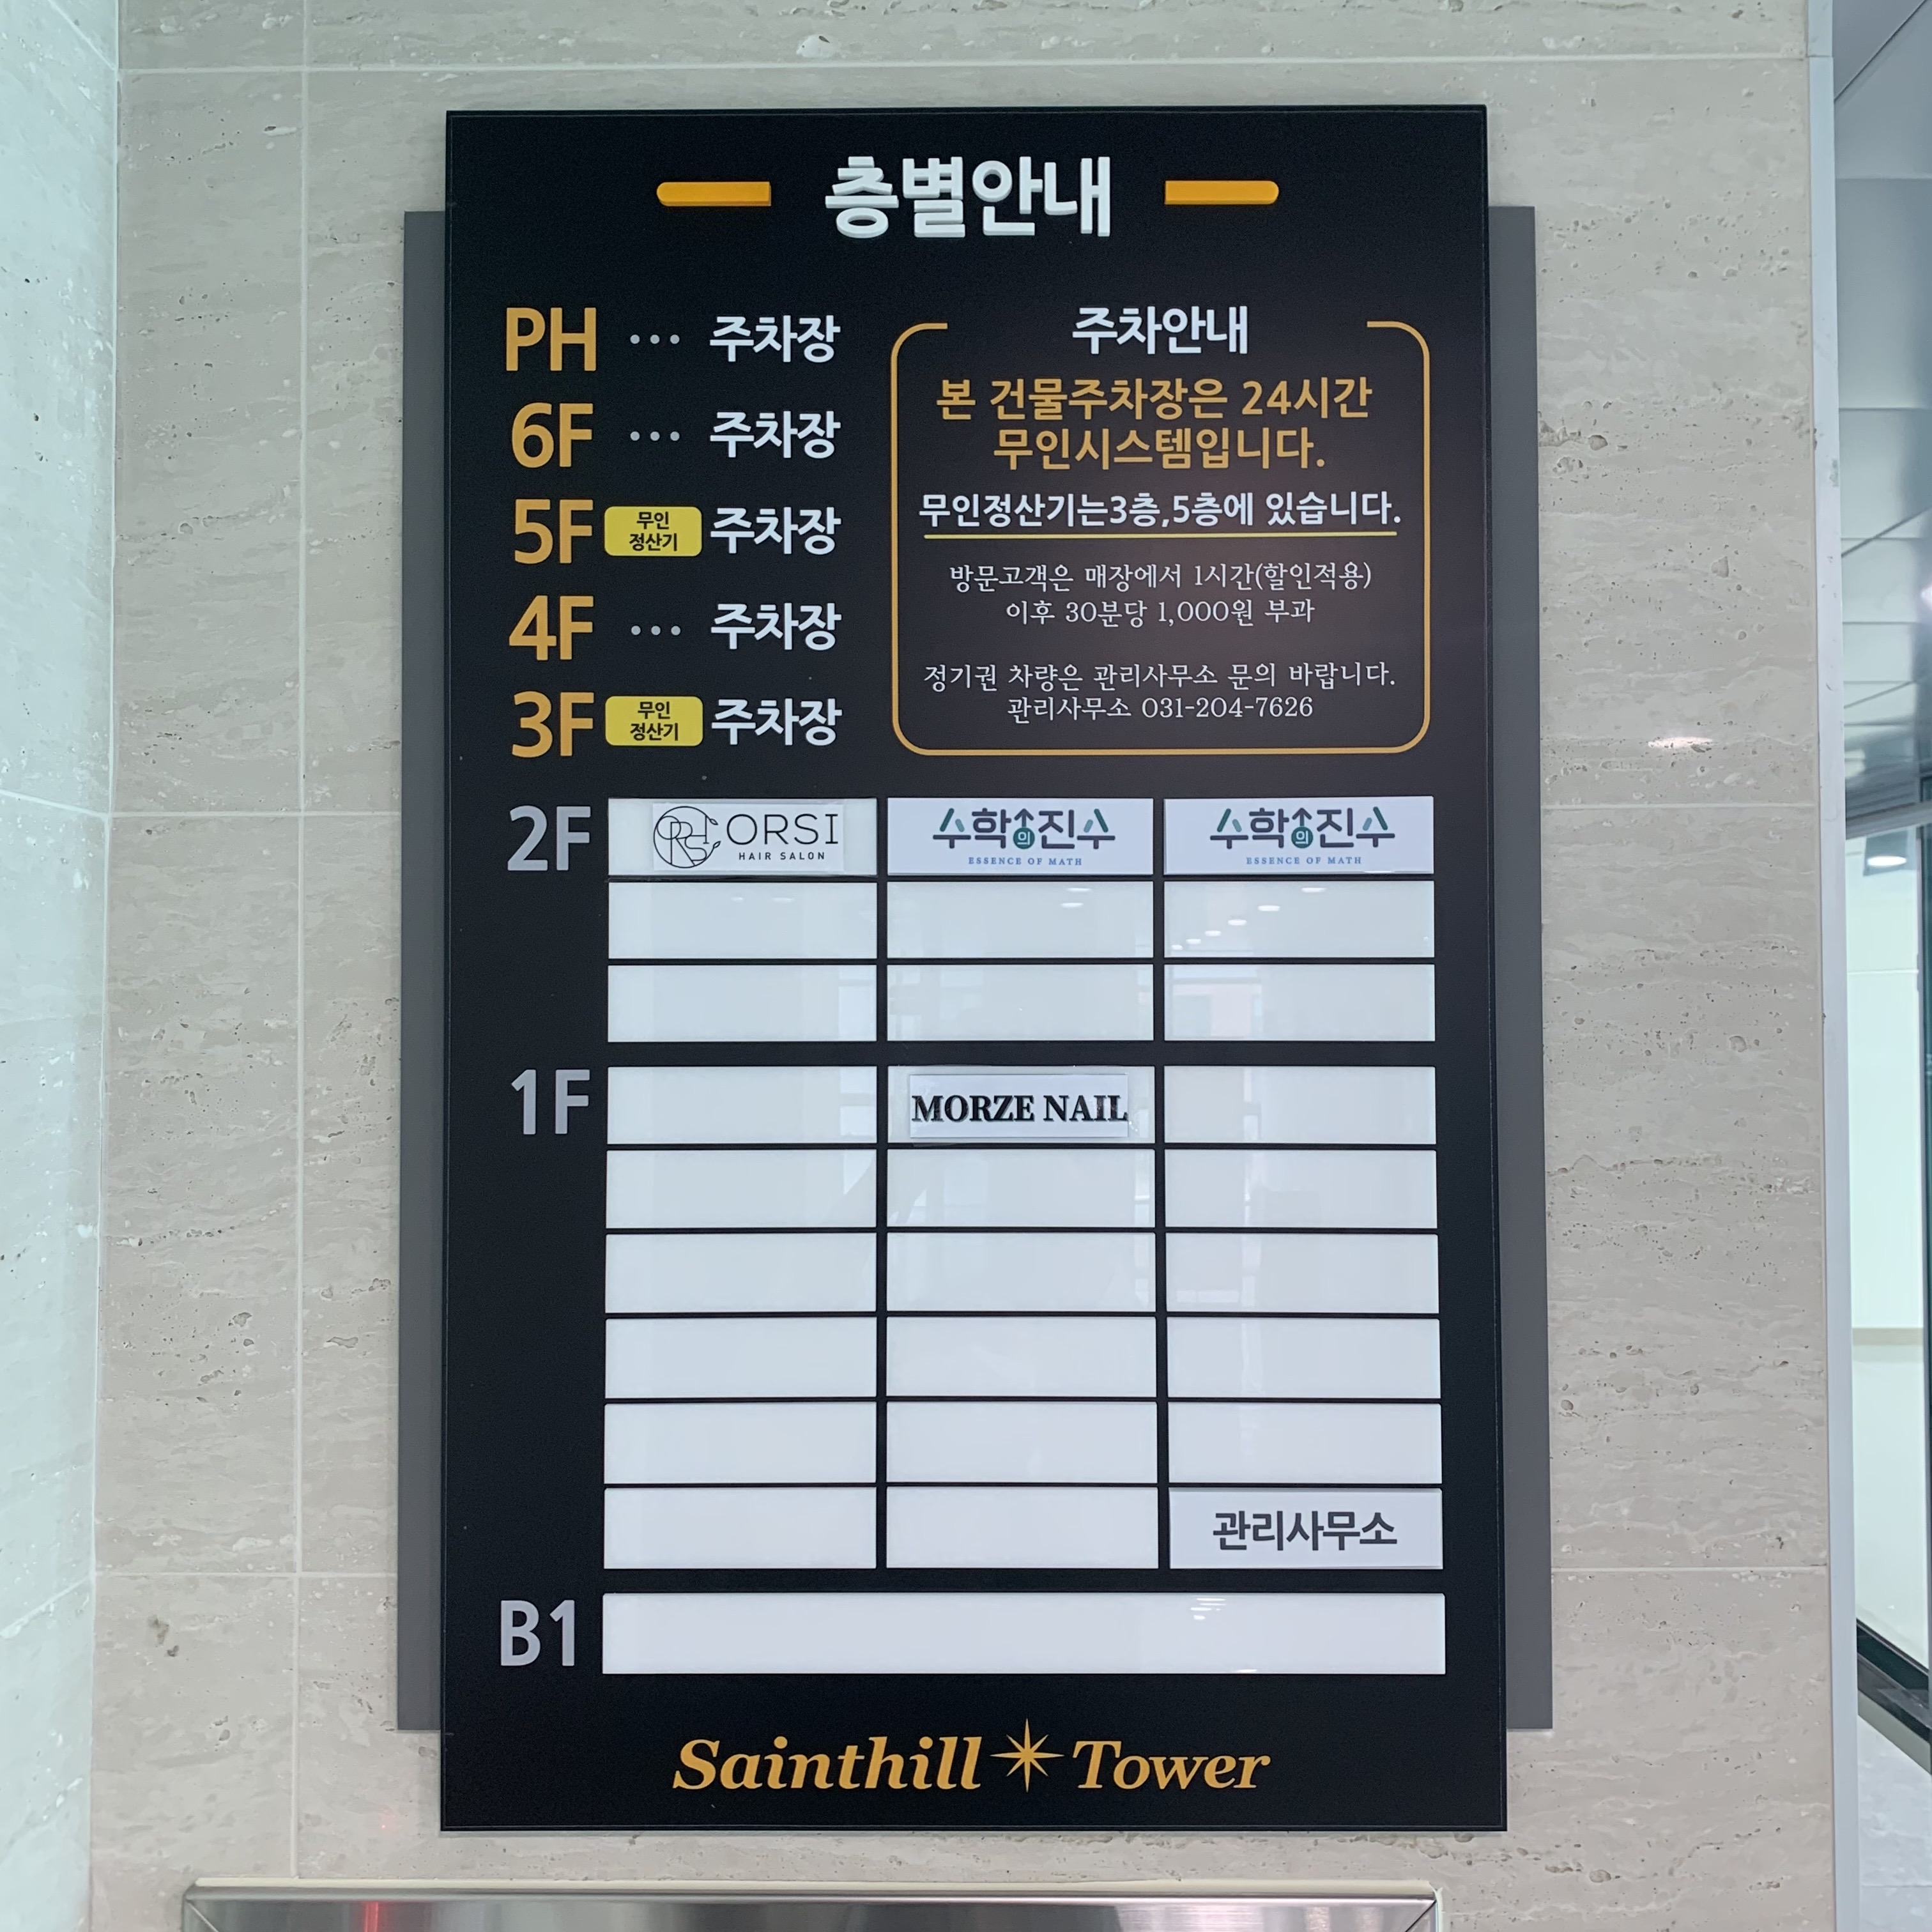 층별안내
PH ··· 주차장
6F ··· 주차장
5F 무인 정산기 주차장
4F ··· 주차장
3F 무인 정산기 주차장
주차안내
본 건물주차장은 24시간
무인시스템입니다.
무인정산기는3층,5층에 있습니다.
방문고객은 매장에서 1시간(할인적용)
이후 30분당 1,000원 부과
정기권 차량은 관리사무소 문의 바랍니다.
관리사무소 031-204-7626
2F
ORSI
HAIR SALON
수학의진수
ESSENCE OF MATH
수학의진수
ESSENCE OF MATH
1F
MORZE NAIL
관리사무소
B1
Sainthill Tower